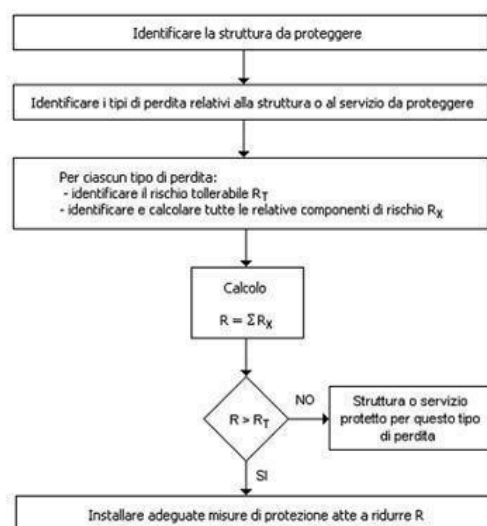 Identificare la struttura da proteggere
Identificare i tipi di perdita relativi alla struttura o al servizio da proteggere
Per ciascun tipo di perdita:
- identificare il rischio tollerabile RT
- identificare e calcolare tutte le relative componenti di rischio RX
Calcolo
R = ΣRX
R > RT
NO
Struttura o servizio
protetto per questo tipo
di perdita
SI
Installare adeguate misure di protezione atte a ridurre R